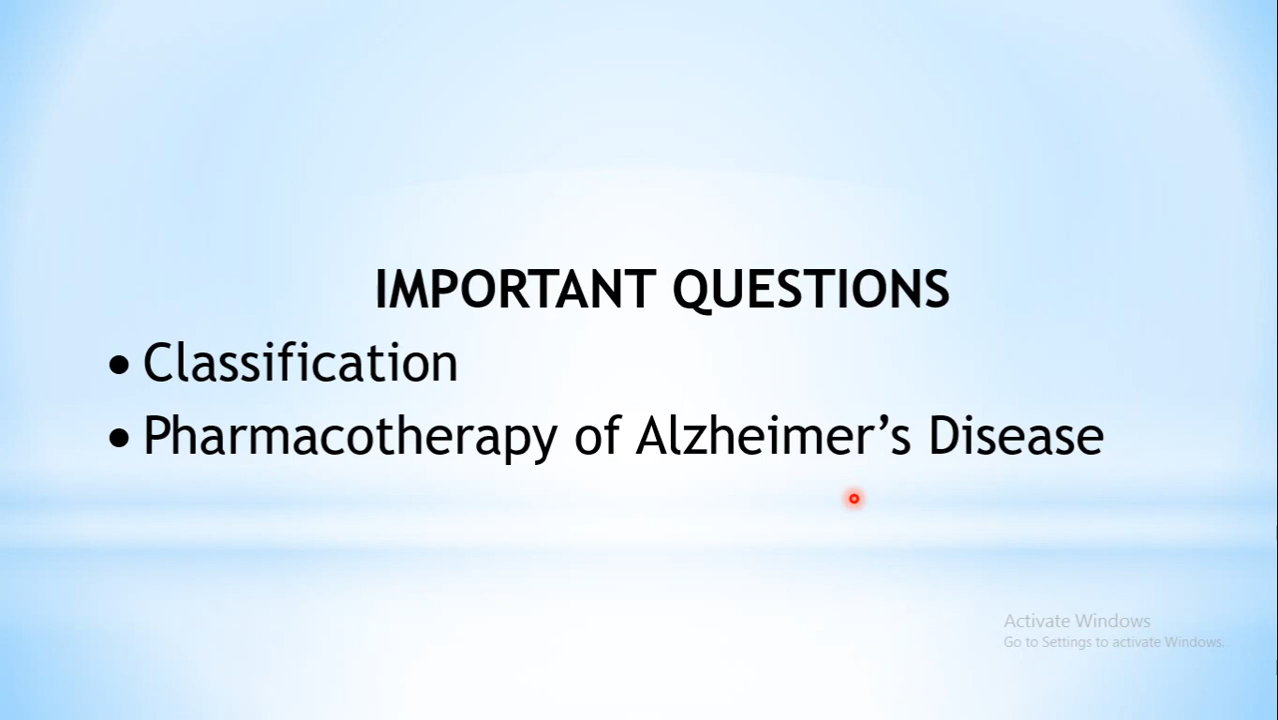 IMPORTANT QUESTIONS
• Classification
• Pharmacotherapy of Alzheimer’s Disease
Activate Windows
Go to Settings to activate Windows.